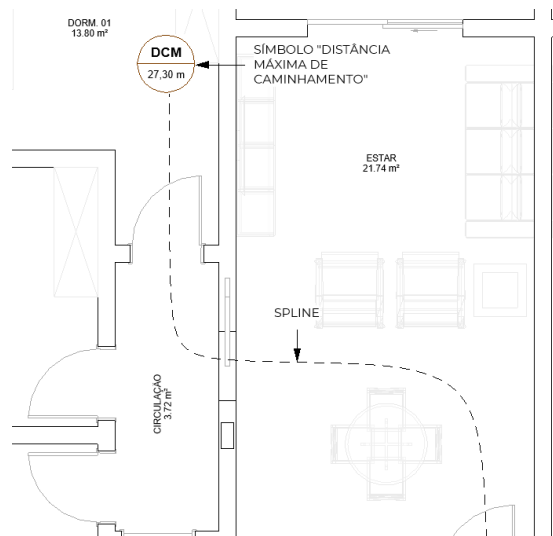 DORM. 01
13.80 m²
DCM
27,30 m
SÍMBOLO "DISTÂNCIA
MÁXIMA DE
CAMINHAMENTO"
ESTAR
21.74 m²
SPLINE
CIRCULAÇÃO
3.72 m²